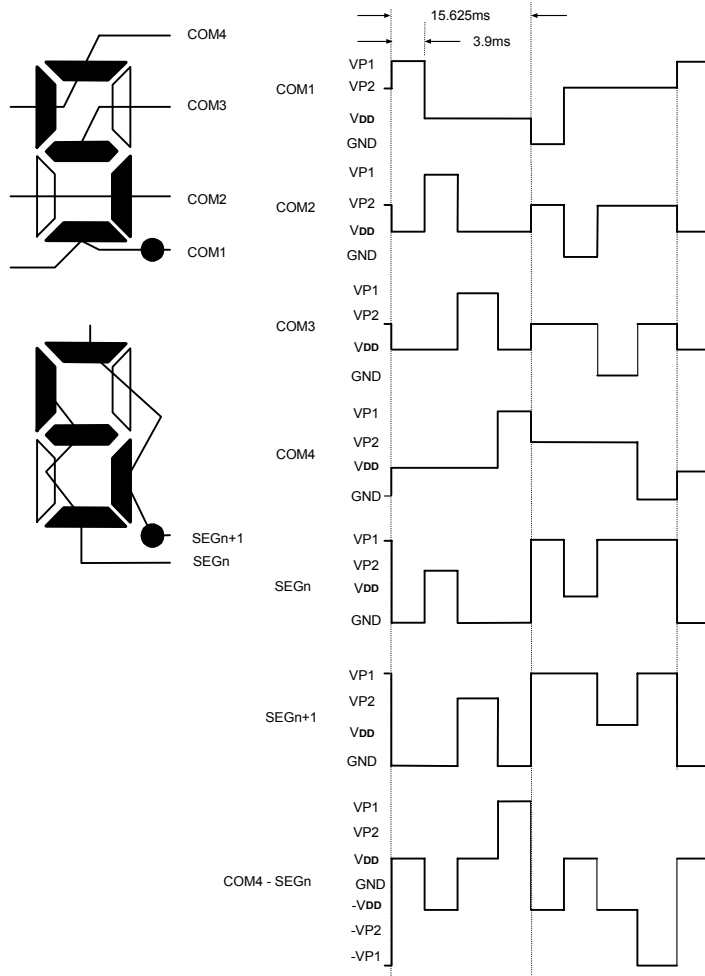 15.625ms
3.9ms
COM4
COM3
COM2
COM1
SEGn+1
SEGn
COM1
VP1
VP2
VDD
GND
COM2
VP1
VP2
VDD
GND
COM3
VP1
VP2
VDD
GND
COM4
VP1
VP2
VDD
GND
SEGn
VP1
VP2
VDD
GND
SEGn+1
VP1
VP2
VDD
GND
COM4 - SEGn
VP1
VP2
VDD
GND
-VDD
-VP2
-VP1